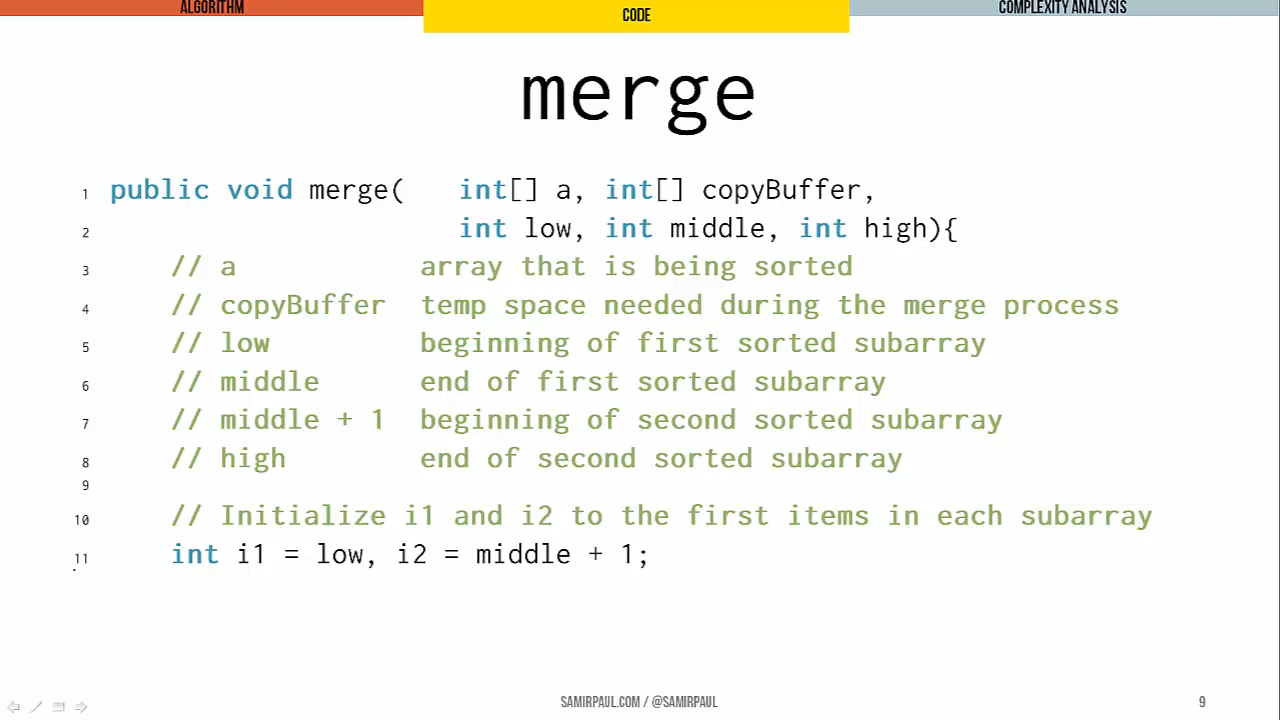 ALGORITHM
CODE
COMPLEXITY ANALYSIS
merge
1 public void merge( int[] a, int[] copyBuffer,
2 int low, int middle, int high){
3 // a array that is being sorted
4 // copyBuffer temp space needed during the merge process
5 // low beginning of first sorted subarray
6 // middle end of first sorted subarray
7 // middle + 1 beginning of second sorted subarray
8 // high end of second sorted subarray
9
10 // Initialize i1 and i2 to the first items in each subarray
11 int i1 = low, i2 = middle + 1;
SAMIRPAUL.COM / @SAMIRPAUL
9